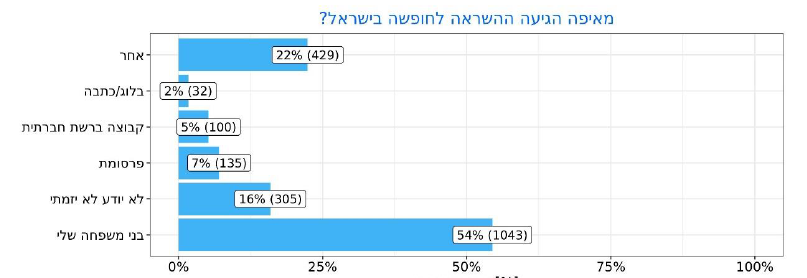 מאיפה הגיעה ההשראה לחופשה בישראל?
אחר 22% (429)
בלוג/כתבה 2% (32)
קבוצה ברשת חברתית 5% (100)
פרסומת 7% (135)
לא יודע לא יזמתי 16% (305)
בני משפחה שלי 54% (1043)
0% 25% 50% 75% 100%